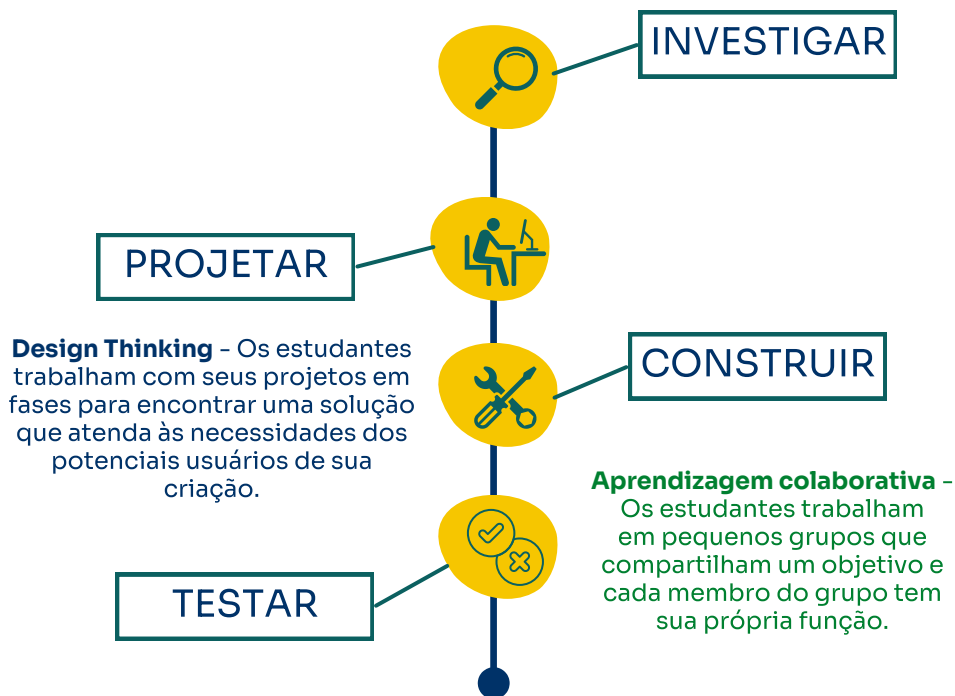 INVESTIGAR
PROJETAR
Design Thinking - Os estudantes
trabalham com seus projetos em
fases para encontrar uma solução
que atenda às necessidades dos
potenciais usuários de sua
criação.
CONSTRUIR
Aprendizagem colaborativa -
Os estudantes trabalham
em pequenos grupos que
compartilham um objetivo e
cada membro do grupo tem
sua própria função.
TESTAR